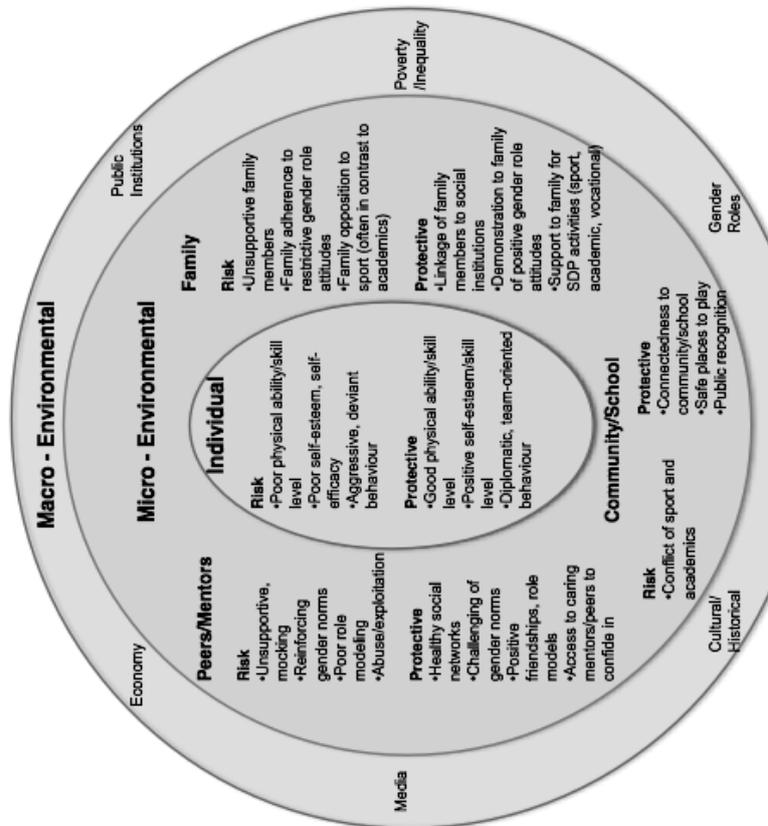 Macro - Environmental
Economy
Public
Institutions
Micro - Environmental
Peers/Mentors
Risk
•Unsupportive,
mocking
•Reinforcing
gender norms
•Poor role
modeling
•Abuse/exploitation
Protective
•Healthy social
networks
•Challenging of
gender norms
•Positive
friendships, role
models
•Access to caring
mentors/peers to
confide in
Individual
Risk
•Poor physical ability/skill
level
•Poor self-esteem, self-
efficacy
•Aggressive, deviant
behaviour
Protective
•Good physical ability/skill
level
•Positive self-esteem/skill
level
•Diplomatic, team-oriented
behaviour
Family
Risk
•Unsupportive family
members
•Family adherence to
restrictive gender role
attitudes
•Family opposition to
sport (often in contrast to
academics)
Protective
•Linkage of family
members to social
institutions
•Demonstration to family
of positive gender role
attitudes
•Support to family for
SDP activities (sport,
academic, vocational)
Media
Poverty
/Inequality
Community/School
Risk
•Conflict of sport and
academics
Protective
•Connectedness to
community/school
•Safe places to play
•Public recognition
Cultural/
Historical
Gender
Roles